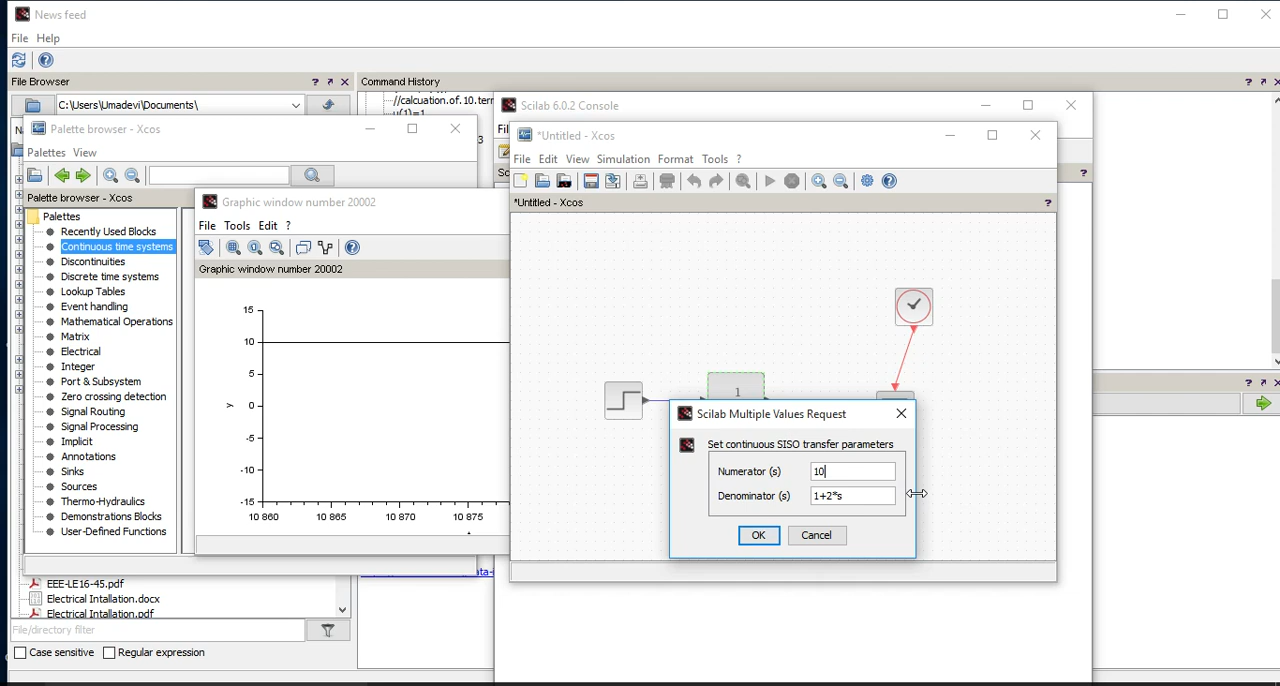 News feed
File Help
File Browser
? ↗ ×
Command History
? ↗ ×
C:\Users\Umadevi\Documents\
//calcuation.of.10.terr
u(1)=1
3
Scilab 6.0.2 Console
Palette browser - Xcos
Palettes View
Palette browser - Xcos
Palettes
Recently Used Blocks
Continuous time systems
Discontinuities
Discrete time systems
Lookup Tables
Event handling
Mathematical Operations
Matrix
Electrical
Integer
Port & Subsystem
Zero crossing detection
Signal Routing
Signal Processing
Implicit
Annotations
Sinks
Sources
Thermo-Hydraulics
Demonstrations Blocks
User-Defined Functions
Graphic window number 20002
File Tools Edit ?
Graphic window number 20002
15
10
5
0
-5
-10
-15
y
10 860 10 865 10 870 10 875
*Untitled - Xcos
File Edit View Simulation Format Tools ?
*Untitled - Xcos
?
1
Scilab Multiple Values Request
Set continuous SISO transfer parameters
Numerator (s) 10
Denominator (s) 1+2*s
OK Cancel
EEE-LE16-45.pdf
Electrical Intallation.docx
Electrical Intallation.pdf
File/directory filter
Case sensitive Regular expression